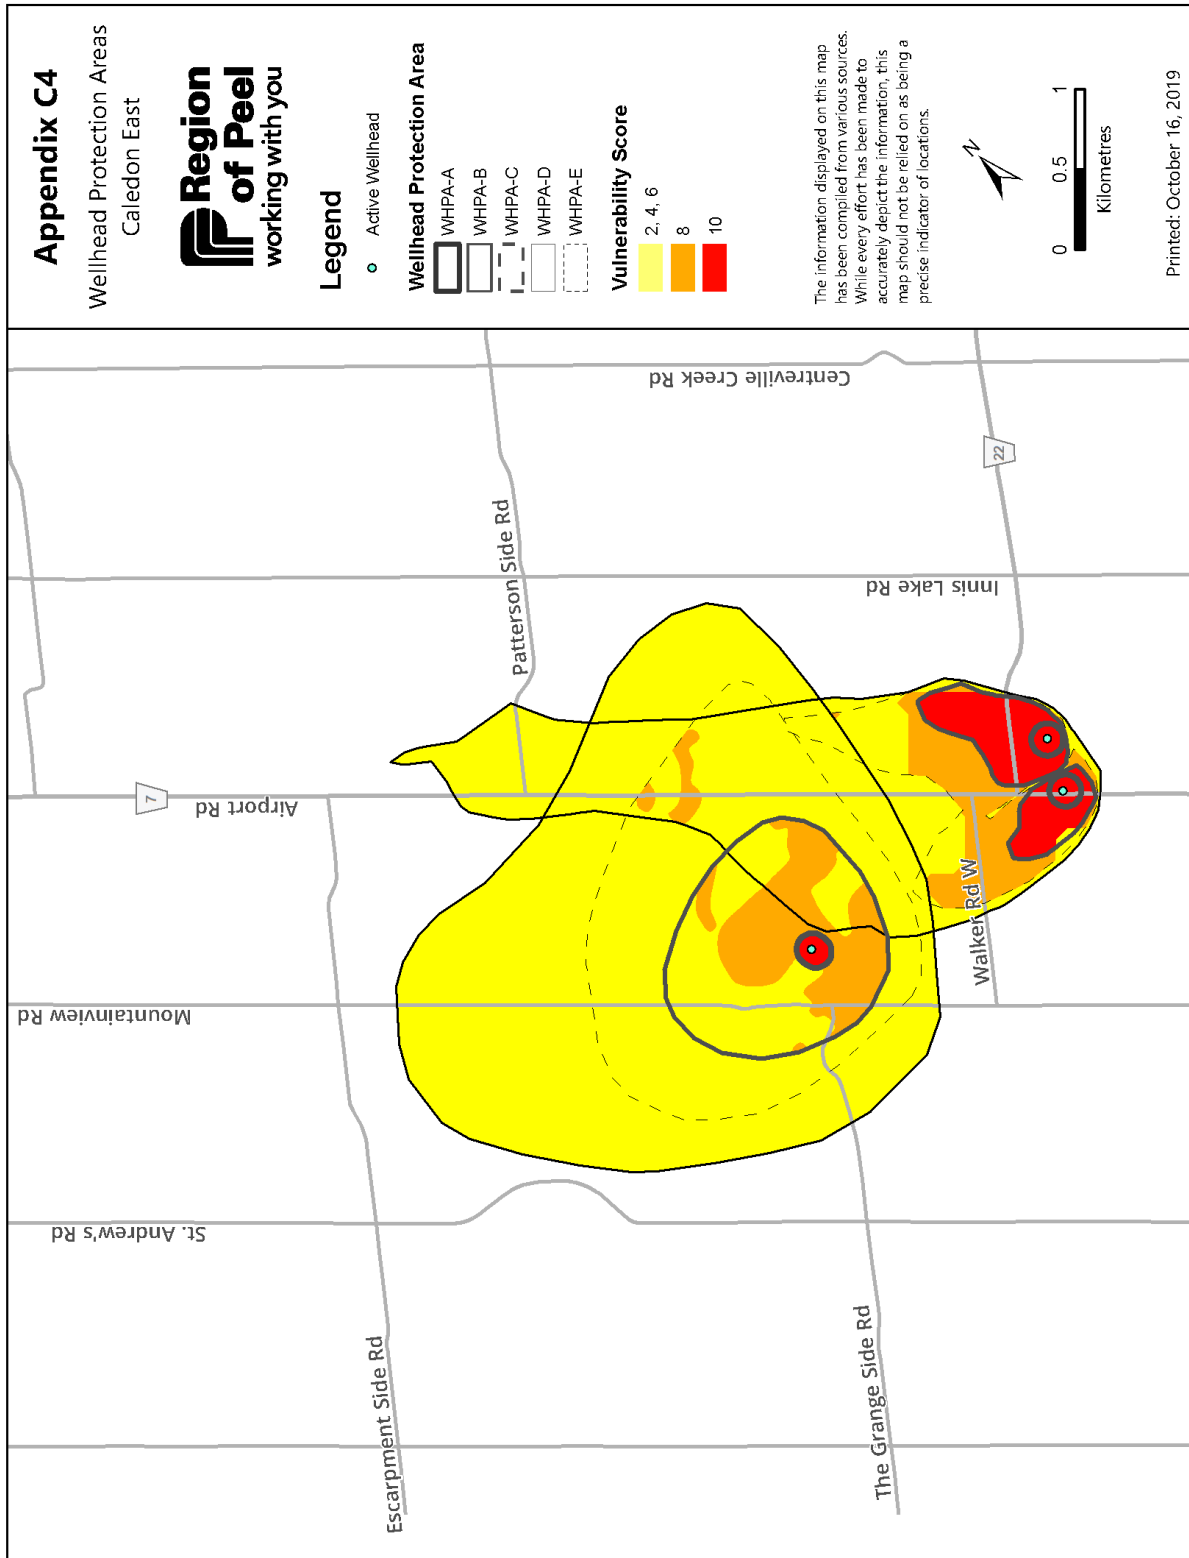 Appendix C4
Wellhead Protection Areas
Caledon East
Region
of Peel
working with you
Legend
Active Wellhead
Wellhead Protection Area
WHPA-A
WHPA-B
WHPA-C
WHPA-D
WHPA-E
Vulnerability Score
2, 4, 6
8
10
The information displayed on this map
has been compiled from various sources.
While every effort has been made to
accurately depict the information, this
map should not be relied on as being a
precise indicator of locations.
N
0 0.5 1
Kilometres
Printed: October 16, 2019
Centreville Creek Rd
Patterson Side Rd
22
Innis Lake Rd
7
Airport Rd
Walker Rd W
Mountainview Rd
St. Andrew's Rd
Escarpment Side Rd
The Grange Side Rd